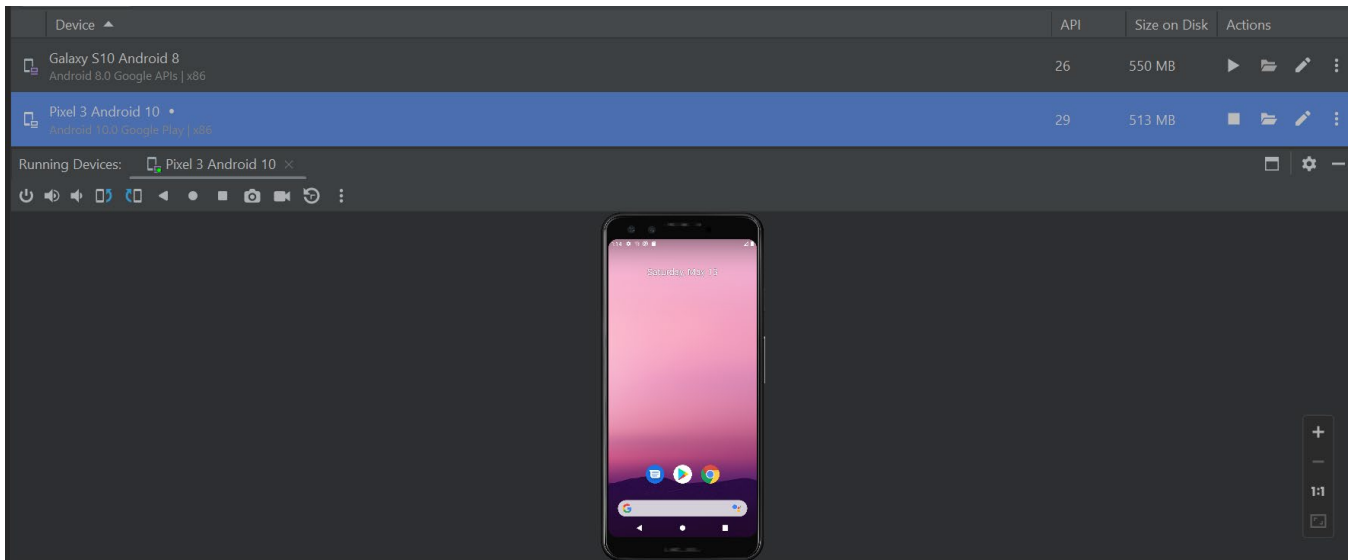 Device API Size on Disk Actions
Galaxy S10 Android 8
Android 8.0 Google APIs | x86
26 550 MB
Pixel 3 Android 10
Android 10.0 Google Play | x86
29 513 MB
Running Devices: Pixel 3 Android 10
Saturday, May
1:1